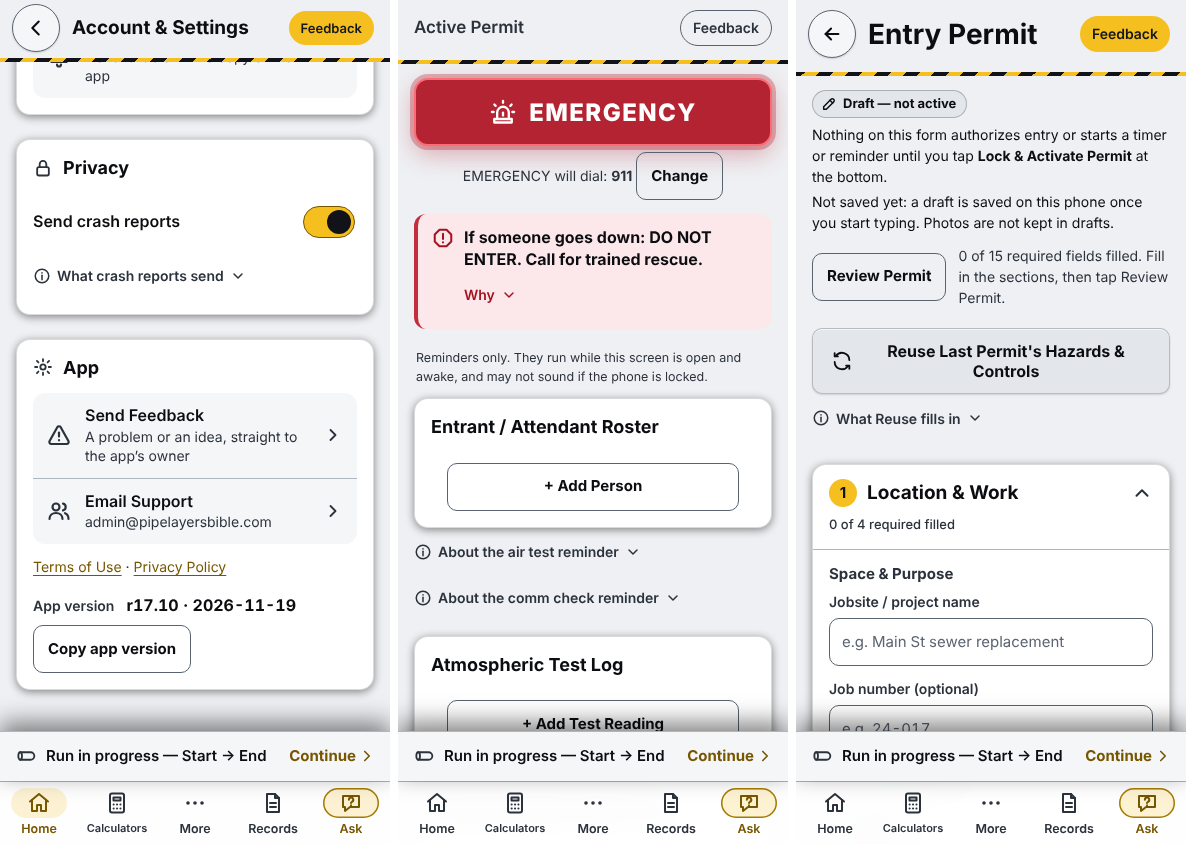 Account & Settings
Feedback
app
Privacy
Send crash reports
What crash reports send
App
Send Feedback
A problem or an idea, straight to
the app's owner
Email Support
admin@pipelayersbible.com
Terms of Use · Privacy Policy
App version r17.10 · 2026-11-19
Copy app version
Run in progress — Start → End
Continue
Home
Calculators
More
Records
Ask
Active Permit
Feedback
EMERGENCY
EMERGENCY will dial: 911
Change
If someone goes down: DO NOT
ENTER. Call for trained rescue.
Why
Reminders only. They run while this screen is open and
awake, and may not sound if the phone is locked.
Entrant / Attendant Roster
+ Add Person
About the air test reminder
About the comm check reminder
Atmospheric Test Log
+ Add Test Reading
Run in progress — Start → End
Continue
Home
Calculators
More
Records
Ask
Entry Permit
Feedback
Draft — not active
Nothing on this form authorizes entry or starts a timer
or reminder until you tap Lock & Activate Permit at
the bottom.
Not saved yet: a draft is saved on this phone once
you start typing. Photos are not kept in drafts.
Review Permit
0 of 15 required fields filled. Fill
in the sections, then tap Review
Permit.
Reuse Last Permit's Hazards &
Controls
What Reuse fills in
1
Location & Work
0 of 4 required filled
Space & Purpose
Jobsite / project name
e.g. Main St sewer replacement
Job number (optional)
e.g. 24-017
Run in progress — Start → End
Continue
Home
Calculators
More
Records
Ask